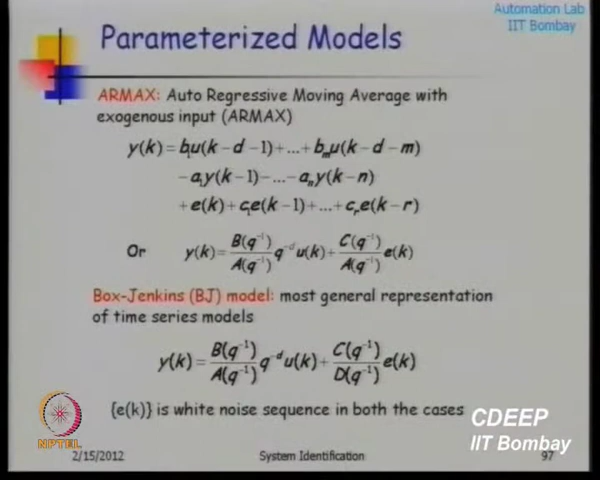 Automation Lab
IIT Bombay
Parameterized Models
ARMAX: Auto Regressive Moving Average with
exogenous input (ARMAX)
y(k) = b₁u(k − d − 1) + ... + bₘu(k − d − m)
− a₁y(k − 1) − ... − aₙy(k − n)
+ e(k) + c₁e(k − 1) + ... + cᵣe(k − r)
Or y(k) = B(q⁻¹)/A(q⁻¹) q⁻ᵈ u(k) + C(q⁻¹)/A(q⁻¹) e(k)
Box-Jenkins (BJ) model: most general representation
of time series models
y(k) = B(q⁻¹)/A(q⁻¹) q⁻ᵈ u(k) + C(q⁻¹)/D(q⁻¹) e(k)
{e(k)} is white noise sequence in both the cases
NPTEL
CDEEP
IIT Bombay
2/15/2012 System Identification 97